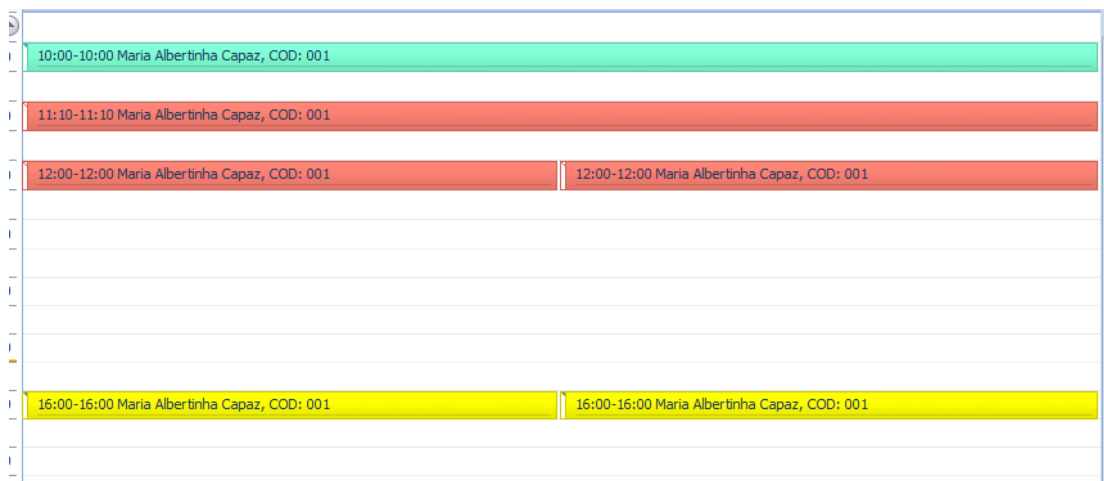 10:00-10:00 Maria Albertinha Capaz, COD: 001
11:10-11:10 Maria Albertinha Capaz, COD: 001
12:00-12:00 Maria Albertinha Capaz, COD: 001
12:00-12:00 Maria Albertinha Capaz, COD: 001
16:00-16:00 Maria Albertinha Capaz, COD: 001
16:00-16:00 Maria Albertinha Capaz, COD: 001